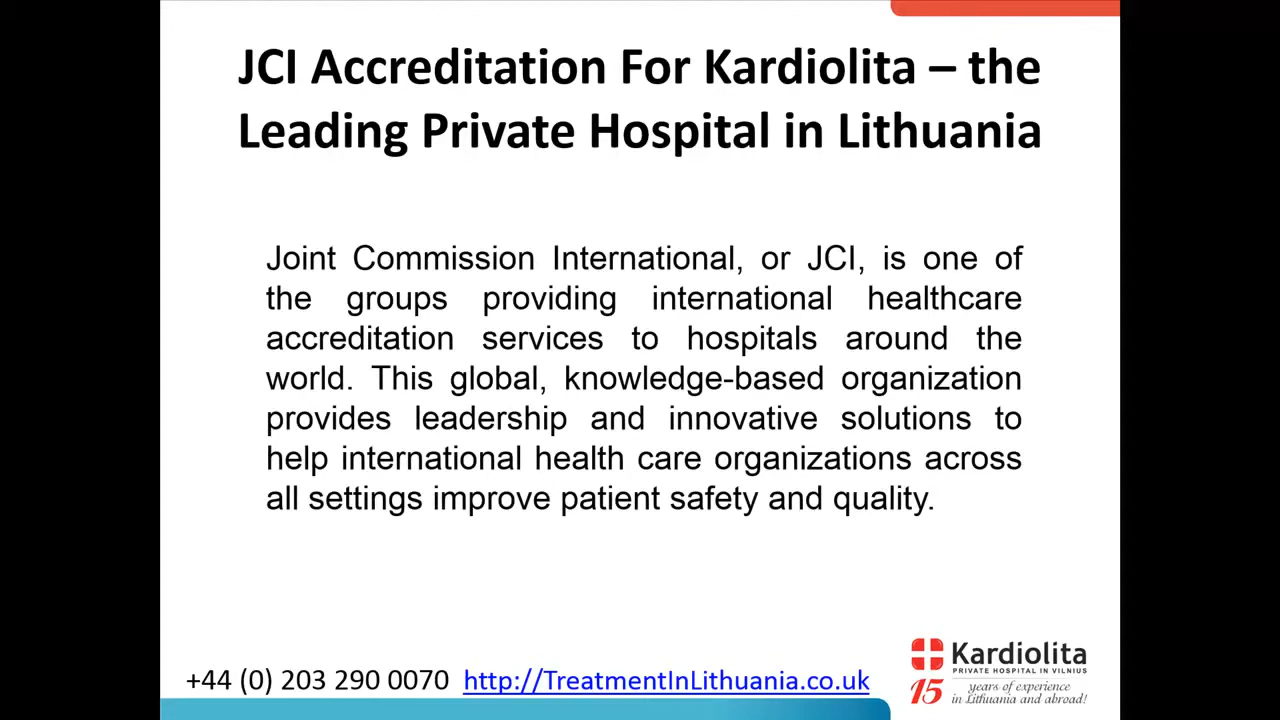 JCI Accreditation For Kardiolita – the
Leading Private Hospital in Lithuania
Joint Commission International, or JCI, is one of
the groups providing international healthcare
accreditation services to hospitals around the
world. This global, knowledge-based organization
provides leadership and innovative solutions to
help international health care organizations across
all settings improve patient safety and quality.
+44 (0) 203 290 0070 http://TreatmentInLithuania.co.uk
Kardiolita
PRIVATE HOSPITAL IN VILNIUS
15 years of experience
in Lithuania and abroad!